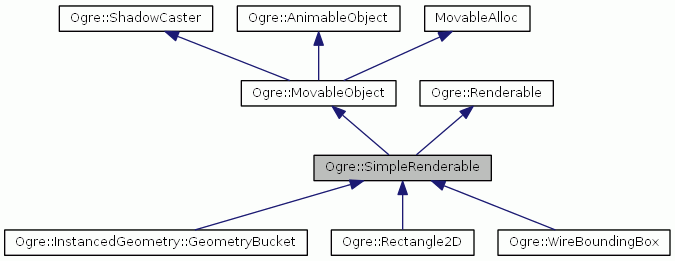 Ogre::ShadowCaster
Ogre::AnimableObject
MovableAlloc
Ogre::MovableObject
Ogre::Renderable
Ogre::SimpleRenderable
Ogre::InstancedGeometry::GeometryBucket
Ogre::Rectangle2D
Ogre::WireBoundingBox